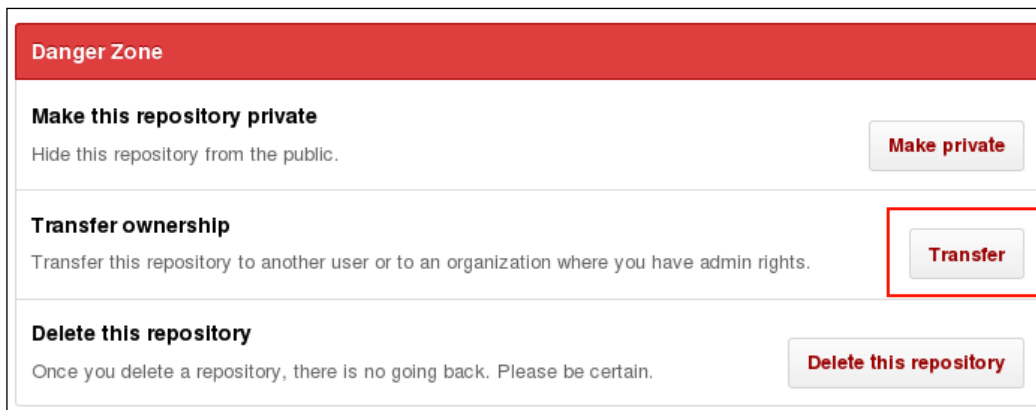 Danger Zone
Make this repository private
Hide this repository from the public.
Make private
Transfer ownership
Transfer this repository to another user or to an organization where you have admin rights.
Transfer
Delete this repository
Once you delete a repository, there is no going back. Please be certain.
Delete this repository